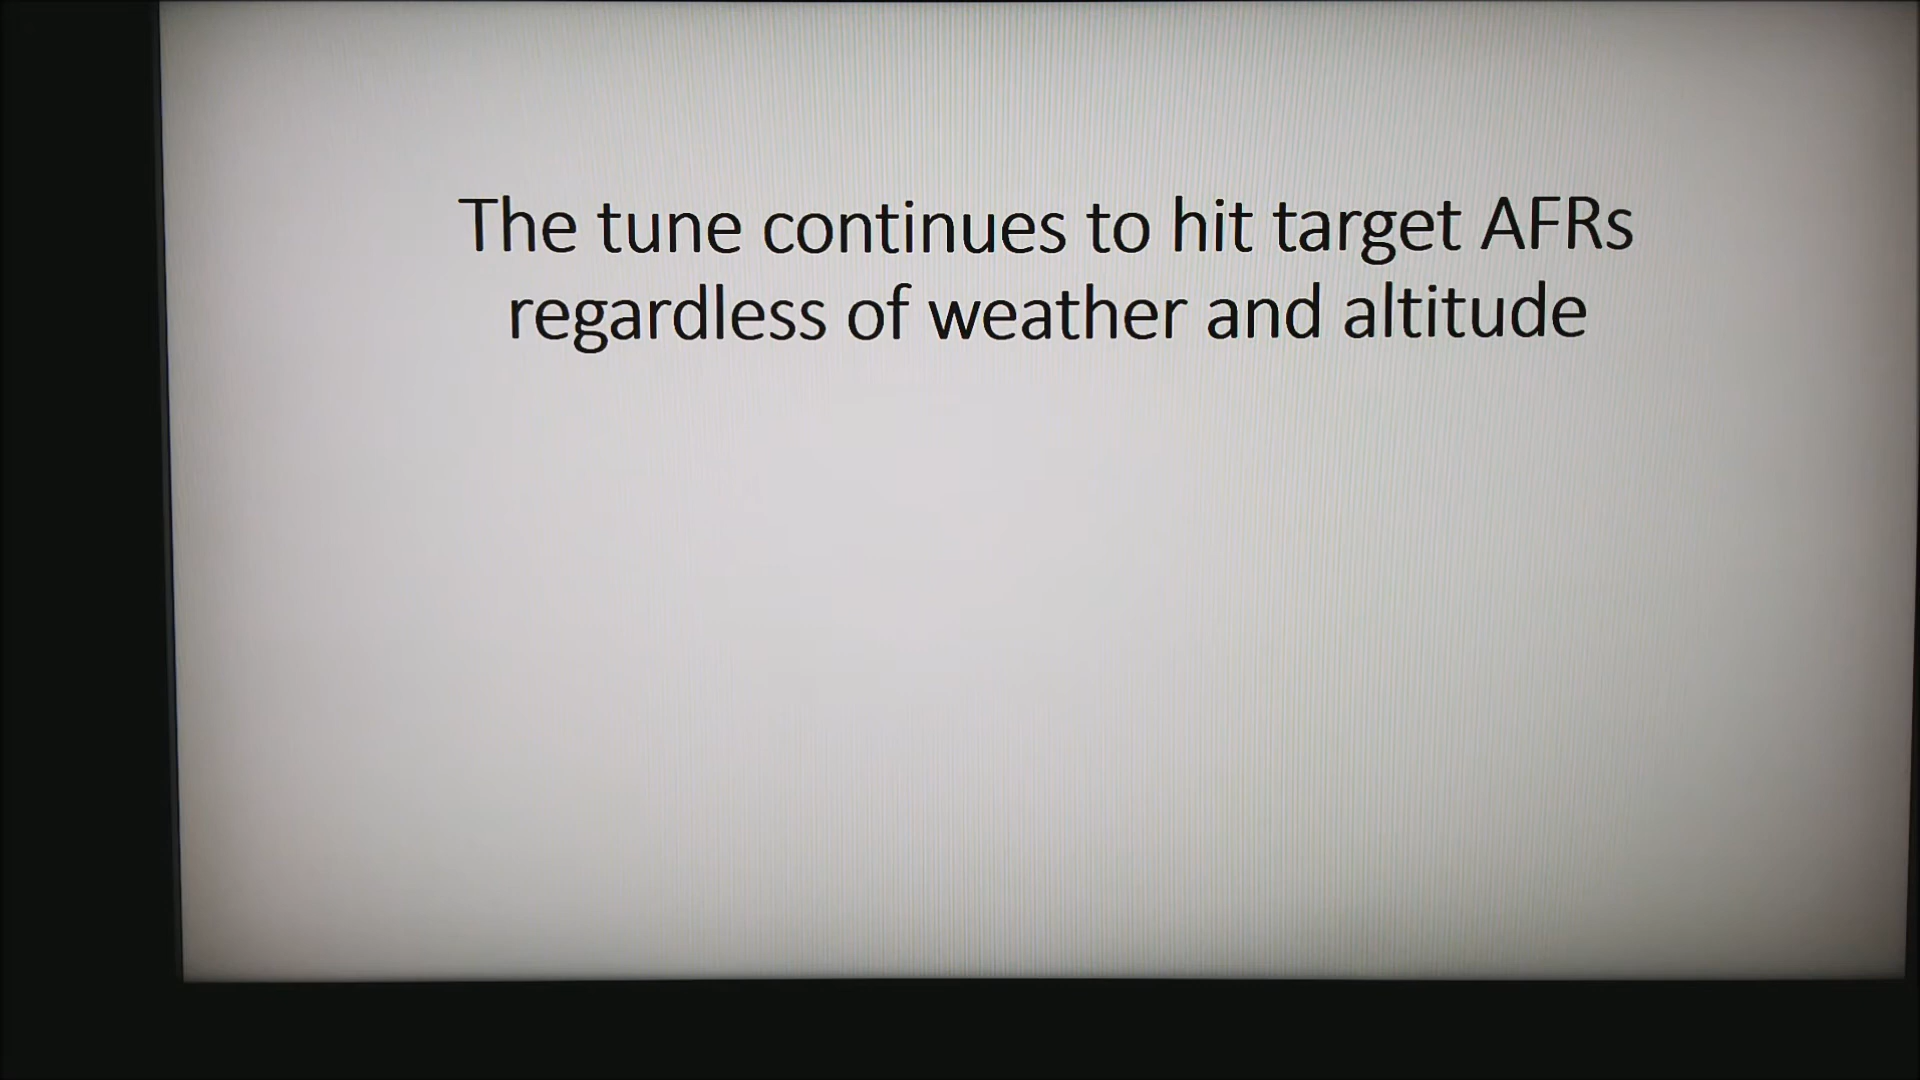 The tune continues to hit target AFRs
regardless of weather and altitude